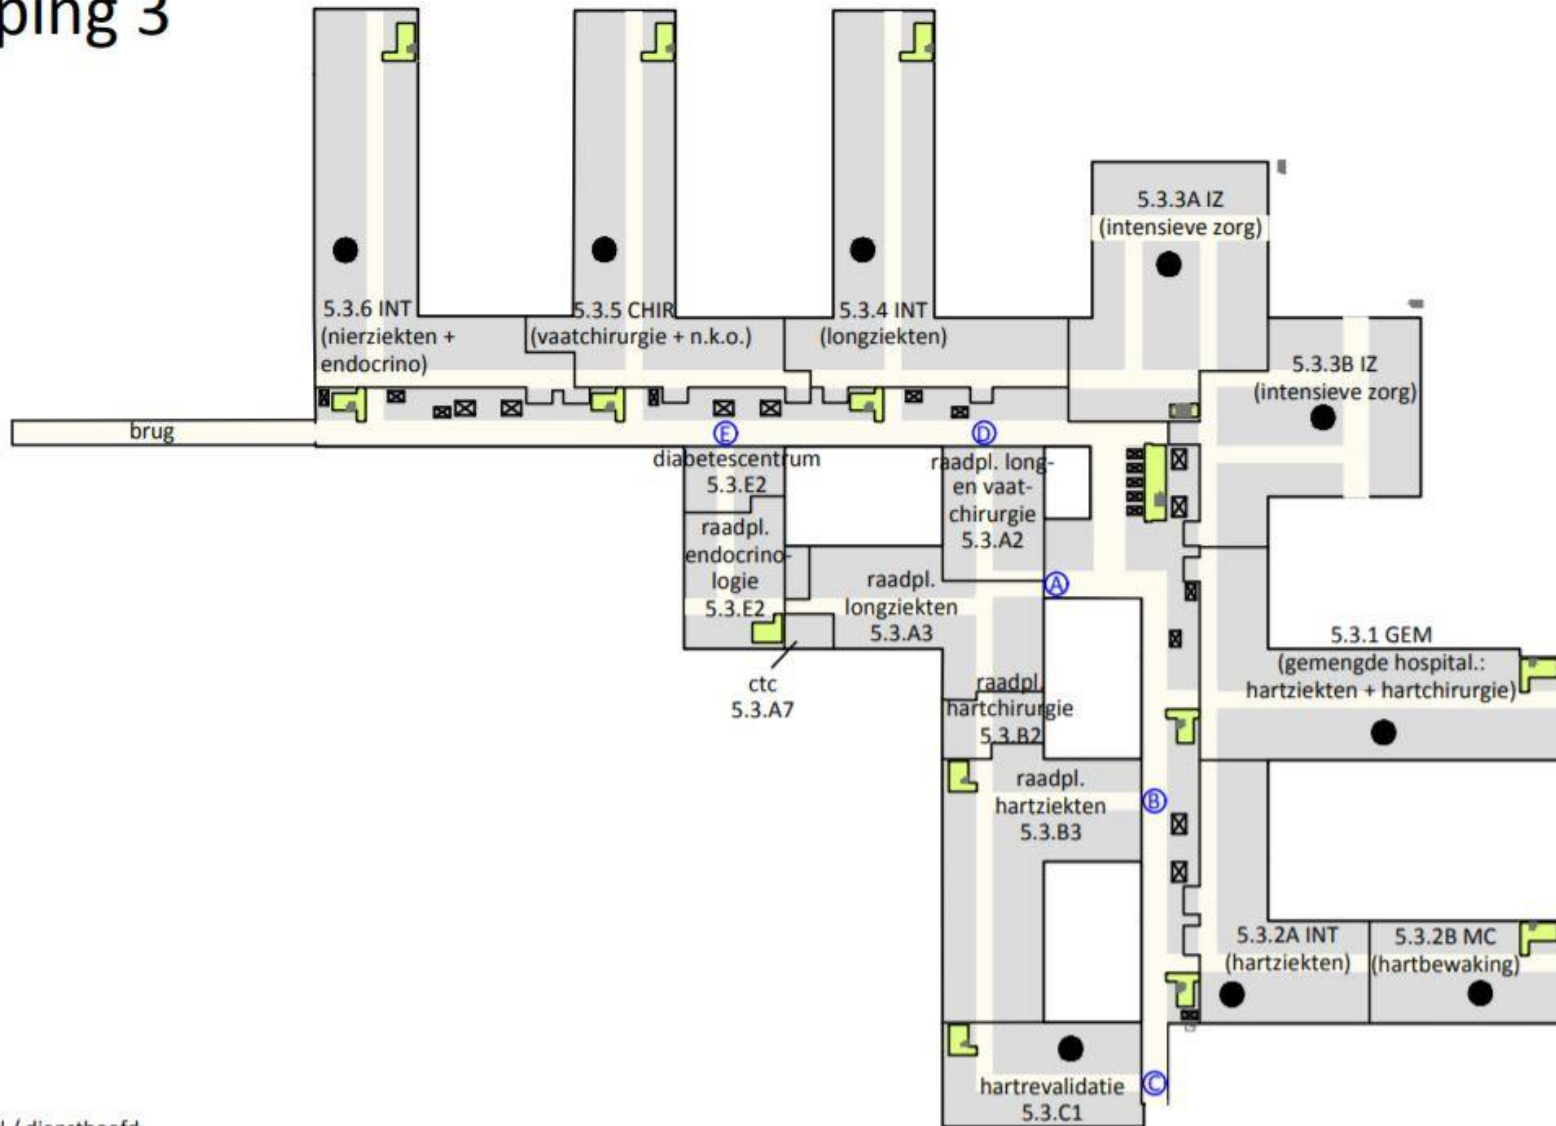 ping 3
5.3.3A IZ
(intensieve zorg)
5.3.6 INT
(nierziekten +
endocrino)
5.3.5 CHIR
(vaatchirurgie + n.k.o.)
5.3.4 INT
(longziekten)
5.3.3B IZ
(intensieve zorg)
brug
E
D
diabetescentrum
5.3.E2
raadpl. long-
en vaat-
chirurgie
5.3.A2
raadpl.
endocrino-
logie
5.3.E2
raadpl.
longziekten
5.3.A3
A
ctc
5.3.A7
5.3.1 GEM
(gemengde hospital.:
hartziekten + hartchirurgie)
raadpl.
hartchirurgie
5.3.B2
raadpl.
hartziekten
5.3.B3
B
5.3.2A INT
(hartziekten)
5.3.2B MC
(hartbewaking)
hartrevalidatie
5.3.C1
C